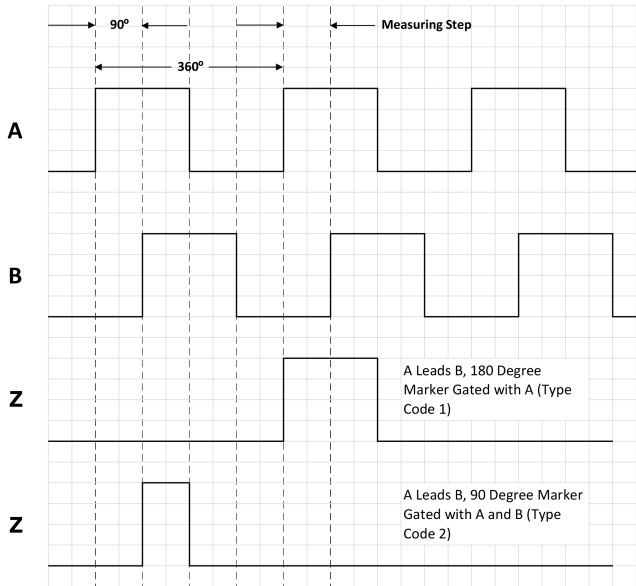 90º
Measuring Step
360º
A
B
Z
A Leads B, 180 Degree
Marker Gated with A (Type
Code 1)
Z
A Leads B, 90 Degree Marker
Gated with A and B (Type
Code 2)